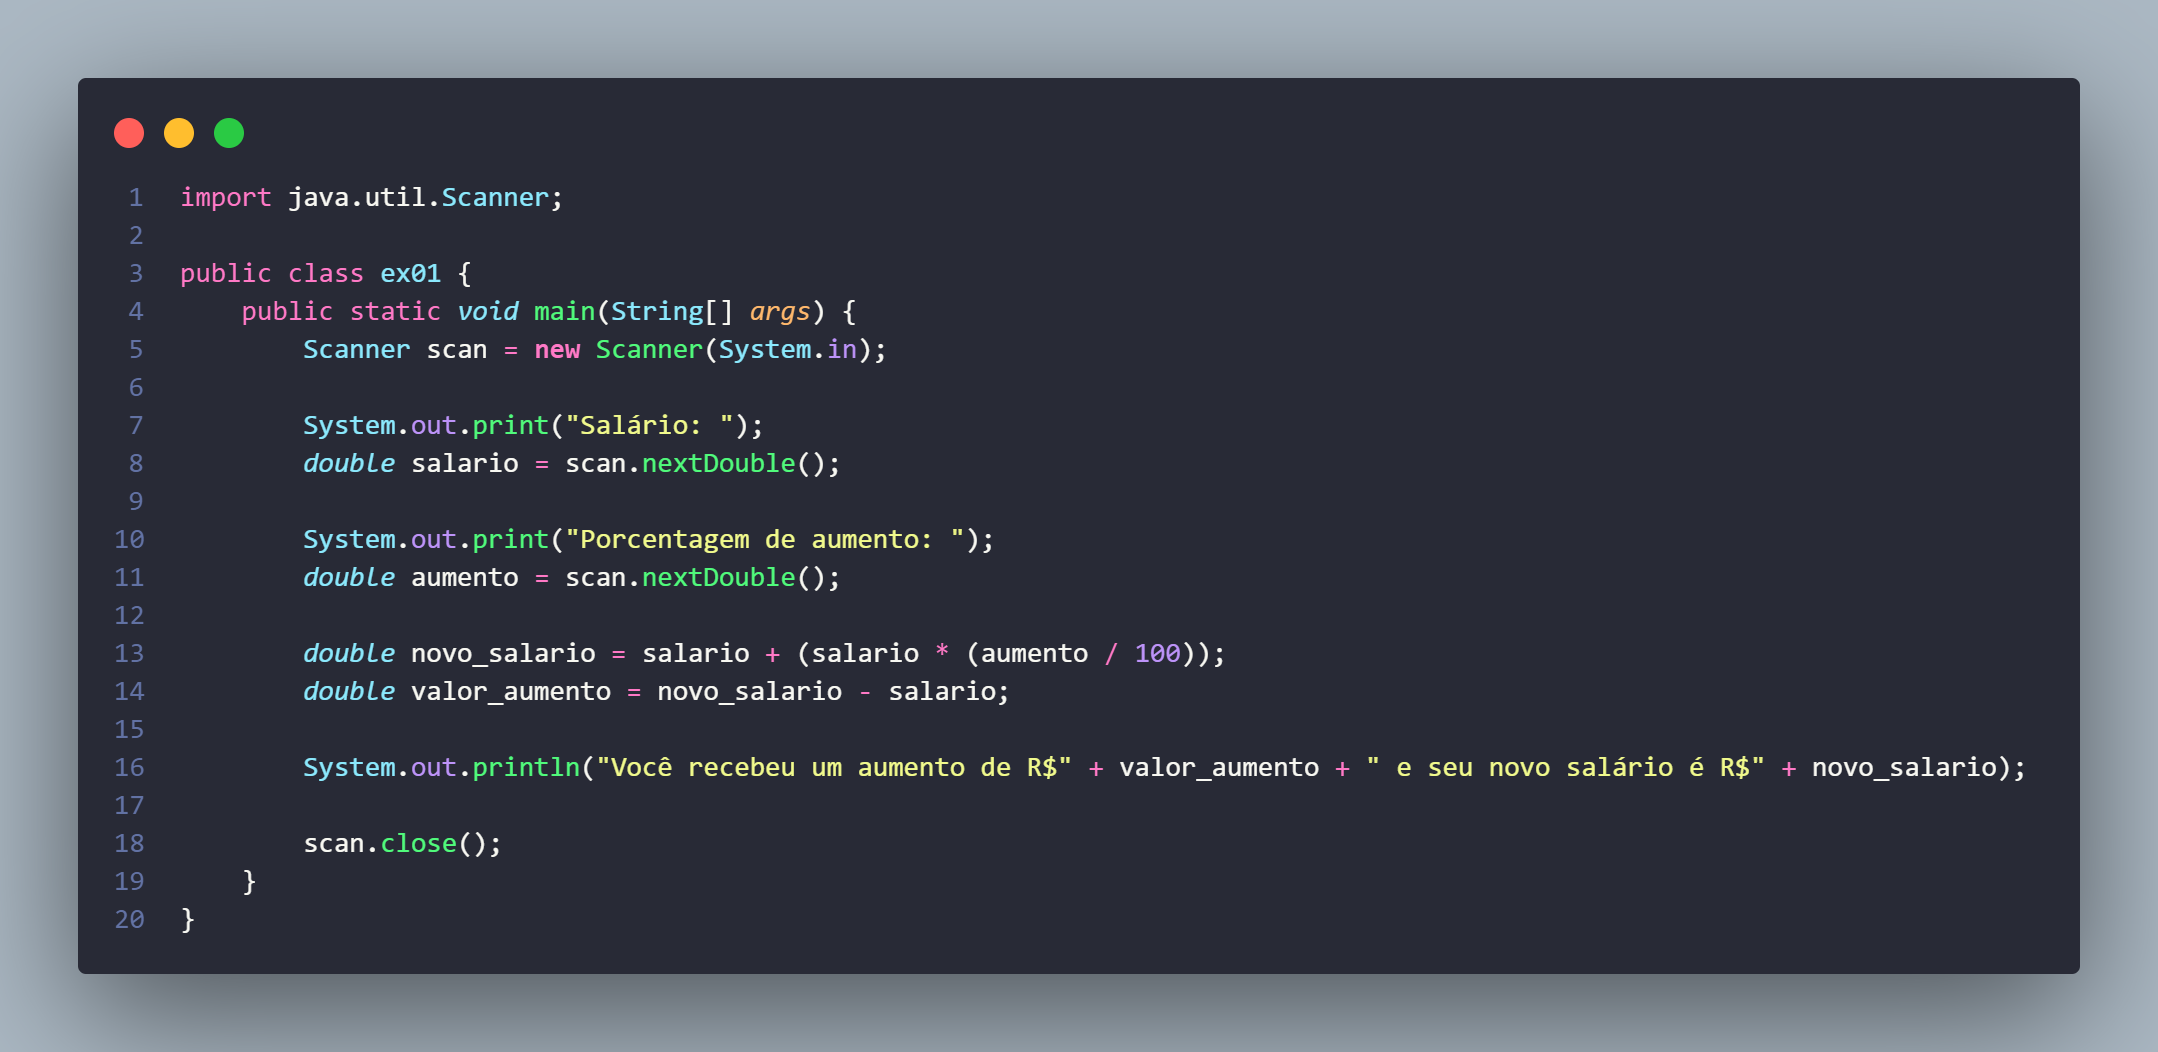 1 import java.util.Scanner;
2
3 public class ex01 {
4     public static void main(String[] args) {
5         Scanner scan = new Scanner(System.in);
6
7         System.out.print("Salário: ");
8         double salario = scan.nextDouble();
9
10         System.out.print("Porcentagem de aumento: ");
11         double aumento = scan.nextDouble();
12
13         double novo_salario = salario + (salario * (aumento / 100));
14         double valor_aumento = novo_salario - salario;
15
16         System.out.println("Você recebeu um aumento de R$" + valor_aumento + " e seu novo salário é R$" + novo_salario);
17
18         scan.close();
19     }
20 }